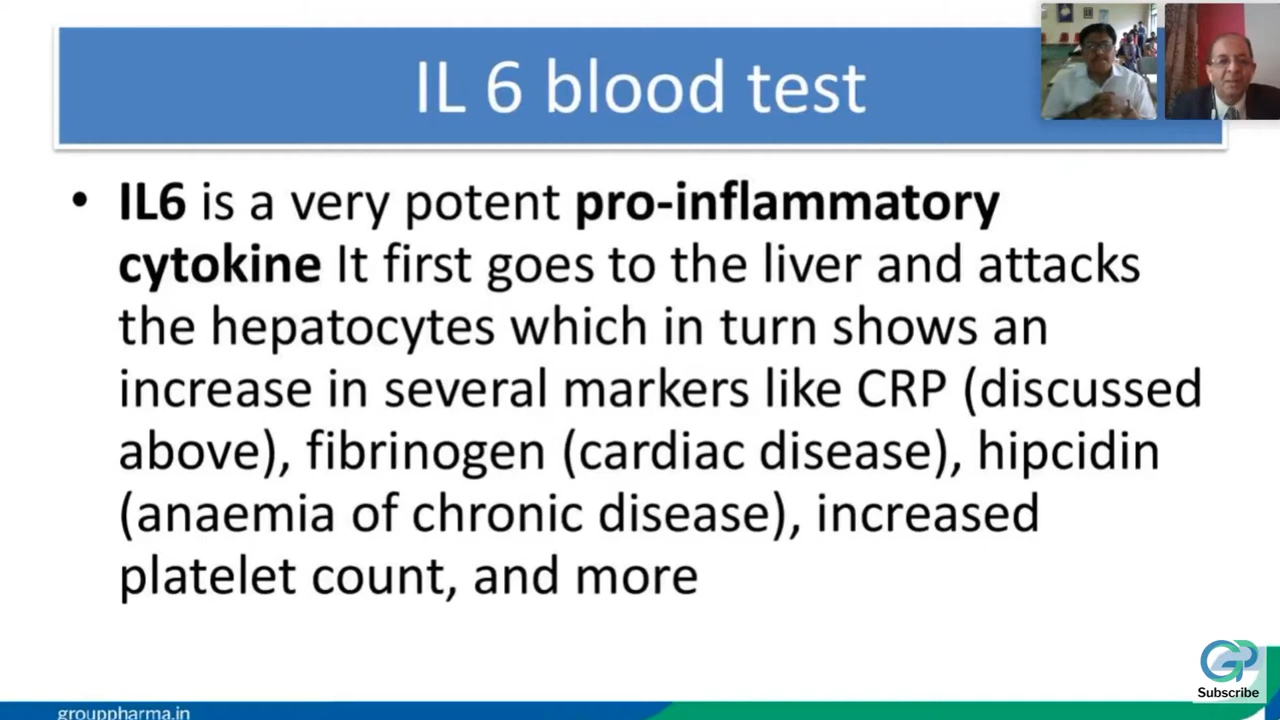 IL 6 blood test
• IL6 is a very potent pro-inflammatory
cytokine It first goes to the liver and attacks
the hepatocytes which in turn shows an
increase in several markers like CRP (discussed
above), fibrinogen (cardiac disease), hipcidin
(anaemia of chronic disease), increased
platelet count, and more
GP
Subscribe
grouppharma.in